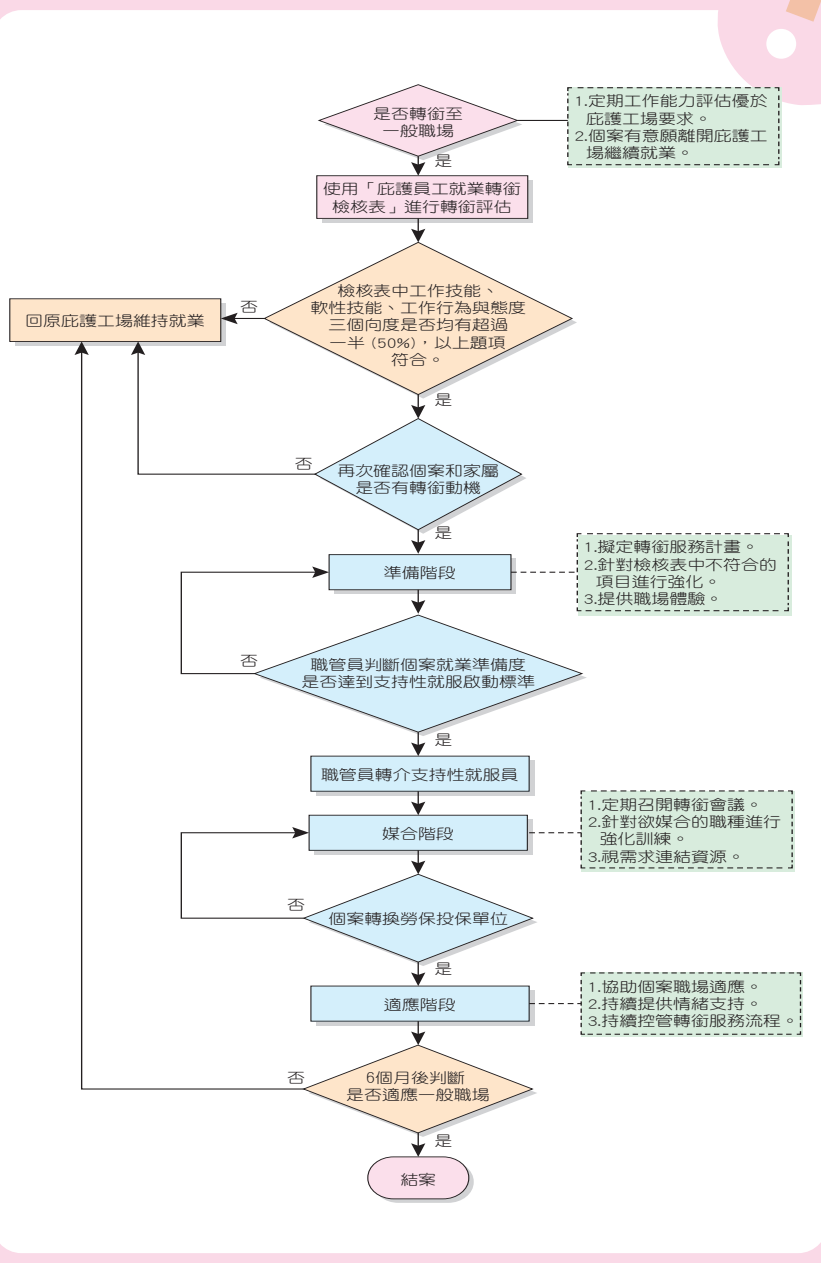 是否轉銜至
一般職場
1.定期工作能力評估優於
庇護工場要求。
2.個案有意願離開庇護工
場繼續就業。
是
使用「庇護員工就業轉銜
檢核表」進行轉銜評估
檢核表中工作技能、
軟性技能、工作行為與態度
三個向度是否均有超過
一半 (50%)，以上題項
符合。
否
回原庇護工場維持就業
是
再次確認個案和家屬
是否有轉銜動機
否
是
準備階段
1.擬定轉銜服務計畫。
2.針對檢核表中不符合的
項目進行強化。
3.提供職場體驗。
職管員判斷個案就業準備度
是否達到支持性就服啟動標準
否
是
職管員轉介支持性就服員
媒合階段
1.定期召開轉銜會議。
2.針對欲媒合的職種進行
強化訓練。
3.視需求連結資源。
個案轉換勞保投保單位
否
是
適應階段
1.協助個案職場適應。
2.持續提供情緒支持。
3.持續控管轉銜服務流程。
6個月後判斷
是否適應一般職場
否
是
結案